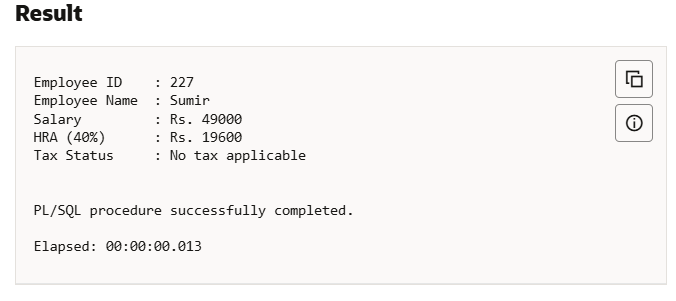 Result
Employee ID    : 227
Employee Name  : Sumir
Salary         : Rs. 49000
HRA (40%)      : Rs. 19600
Tax Status     : No tax applicable
PL/SQL procedure successfully completed.
Elapsed: 00:00:00.013